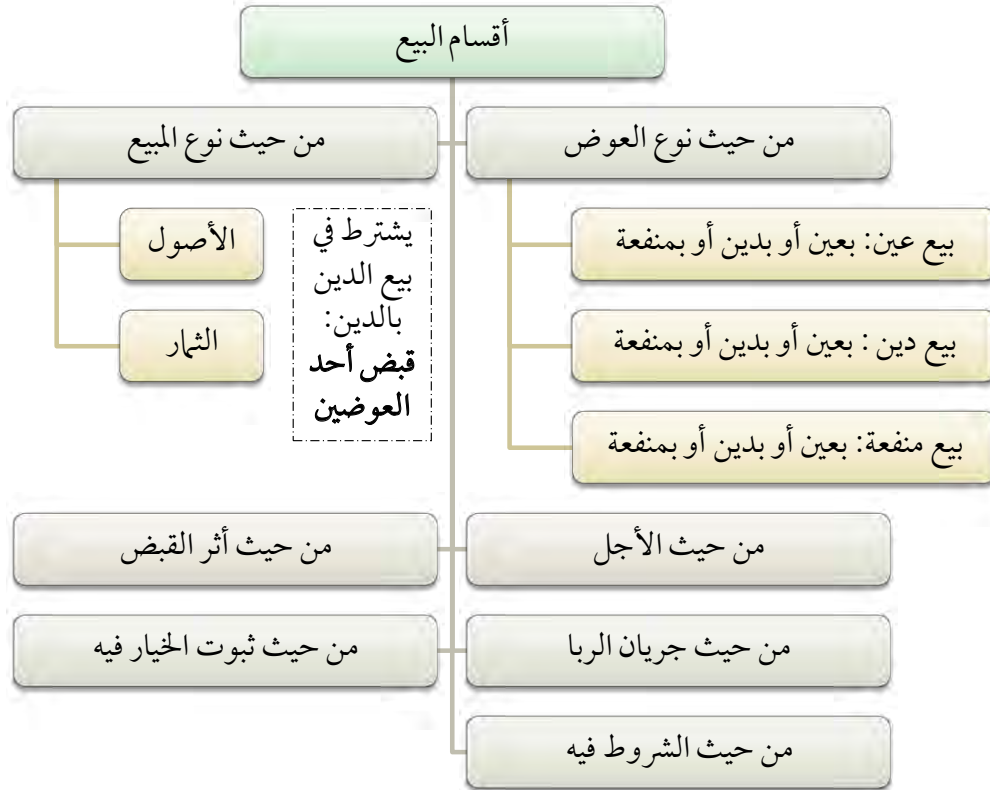 أقسام البيع
من حيث نوع العوض
بيع عين: بعين أو بدين أو بمنفعة
بيع دين : بعين أو بدين أو بمنفعة
بيع منفعة: بعين أو بدين أو بمنفعة
من حيث نوع المبيع
الأصول
الثمار
يشترط في
بيع الدين
بالدين:
قبض أحد
العوضين
من حيث الأجل
من حيث أثر القبض
من حيث جريان الربا
من حيث ثبوت الخيار فيه
من حيث الشروط فيه